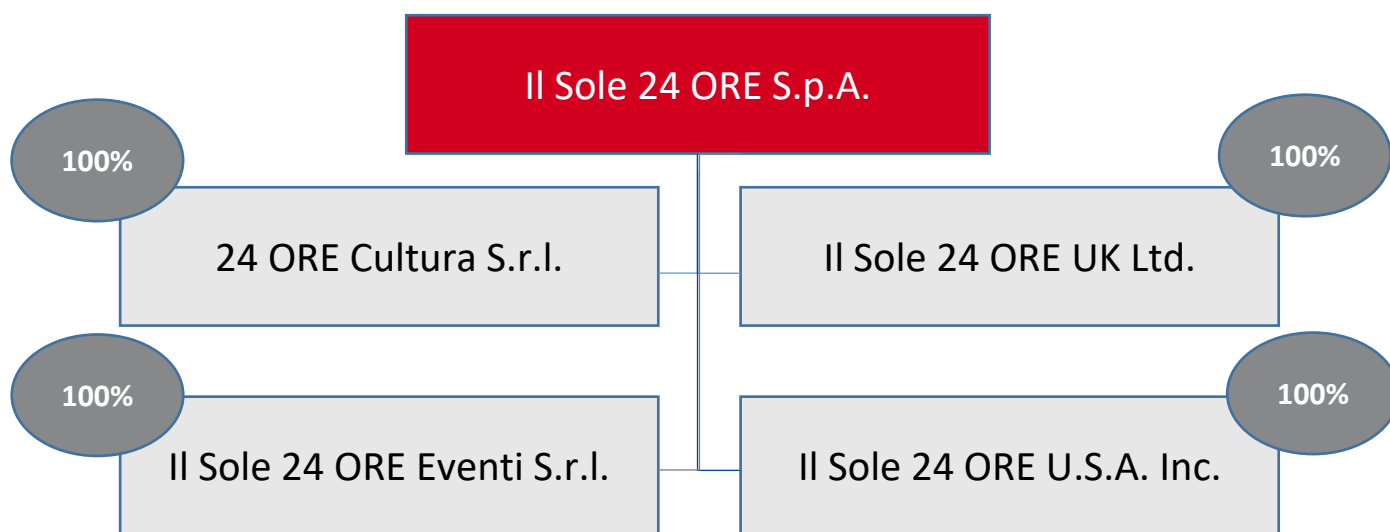 Il Sole 24 ORE S.p.A.
100%
100%
24 ORE Cultura S.r.l.
Il Sole 24 ORE UK Ltd.
100%
100%
Il Sole 24 ORE Eventi S.r.l.
Il Sole 24 ORE U.S.A. Inc.